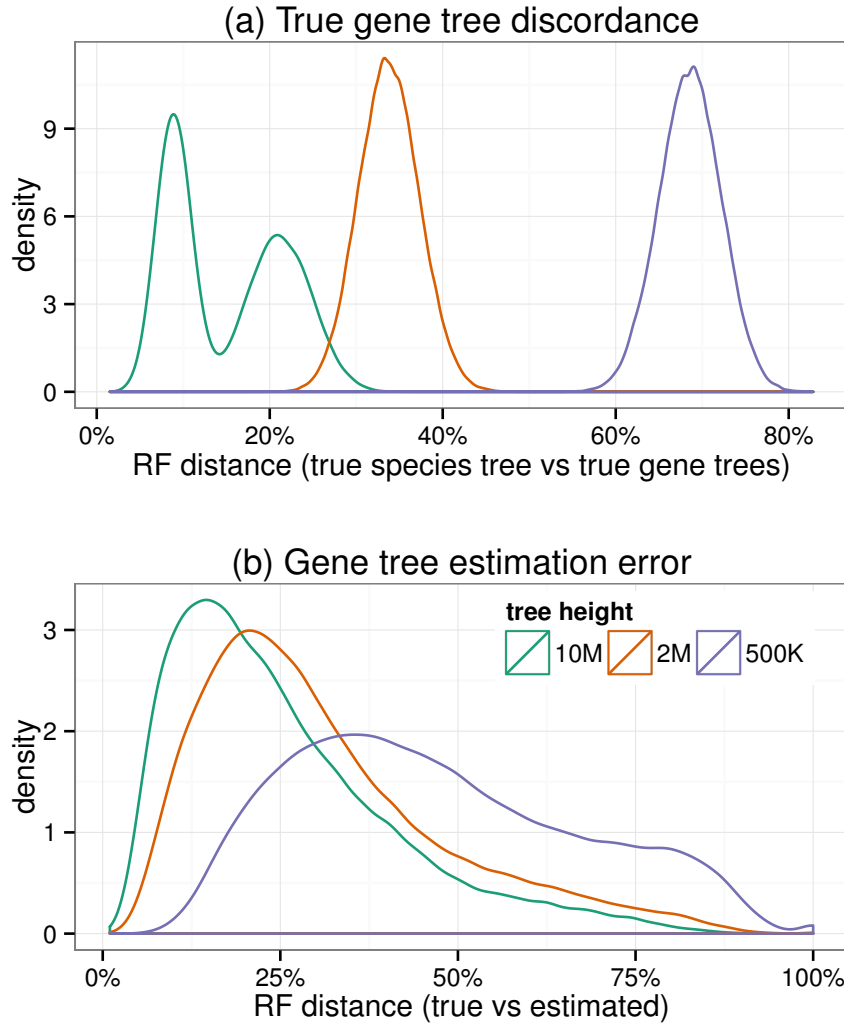 (a) True gene tree discordance
density
9
6
3
0
0% 20% 40% 60% 80%
RF distance (true species tree vs true gene trees)
(b) Gene tree estimation error
density
3
2
1
0
tree height
10M 2M 500K
0% 25% 50% 75% 100%
RF distance (true vs estimated)